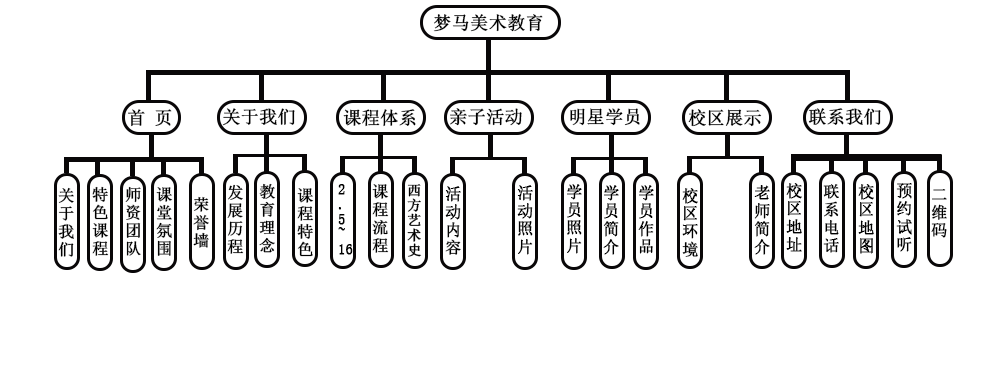 梦马美术教育
首 页
关于我们
课程体系
亲子活动
明星学员
校区展示
联系我们
关于我们
特色课程
师资团队
课堂氛围
荣誉墙
发展历程
教育理念
课程特色
2.5~16
课程流程
西方艺术史
活动内容
活动照片
学员照片
学员简介
学员作品
校区环境
老师简介
校区地址
联系电话
校区地图
预约试听
二维码